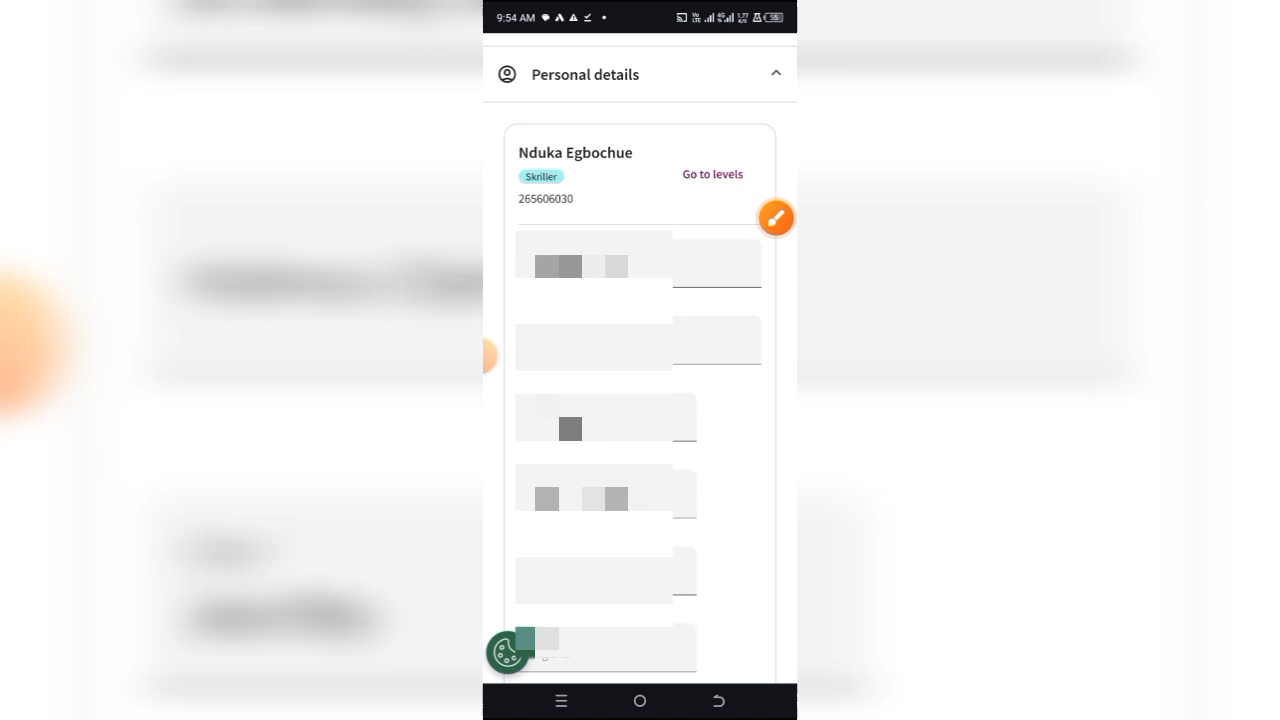 9:54 AM
Personal details
Nduka Egbochue
Skriller
Go to levels
265606030